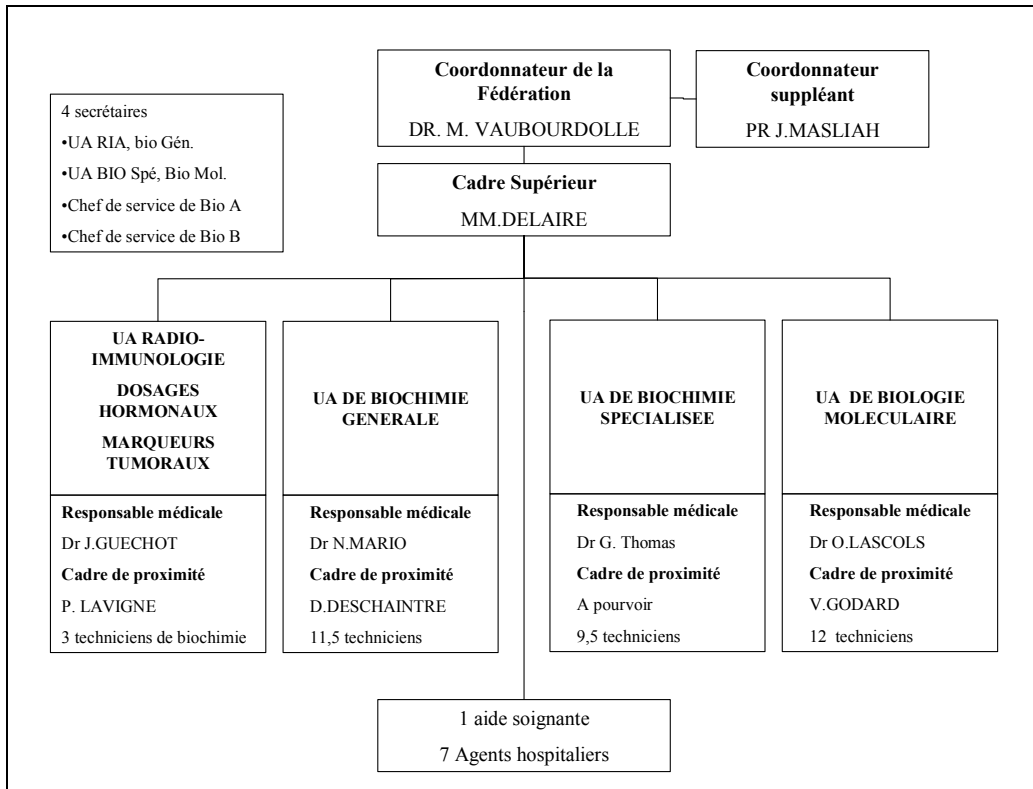 Coordonnateur de la
Fédération
DR. M. VAUBOURDOLLE
Coordonnateur
suppléant
PR J.MASLIAH
4 secrétaires
•UA RIA, bio Gén.
•UA BIO Spé, Bio Mol.
•Chef de service de Bio A
•Chef de service de Bio B
Cadre Supérieur
MM.DELAIRE
UA RADIO-
IMMUNOLOGIE
DOSAGES
HORMONAUX
MARQUEURS
TUMORAUX
Responsable médicale
Dr J.GUECHOT
Cadre de proximité
P. LAVIGNE
3 techniciens de biochimie
UA DE BIOCHIMIE
GENERALE
Responsable médicale
Dr N.MARIO
Cadre de proximité
D.DESCHAINTRE
11,5 techniciens
UA DE BIOCHIMIE
SPECIALISEE
Responsable médicale
Dr G. Thomas
Cadre de proximité
A pourvoir
9,5 techniciens
UA DE BIOLOGIE
MOLECULAIRE
Responsable médicale
Dr O.LASCOLS
Cadre de proximité
V.GODARD
12 techniciens
1 aide soignante
7 Agents hospitaliers